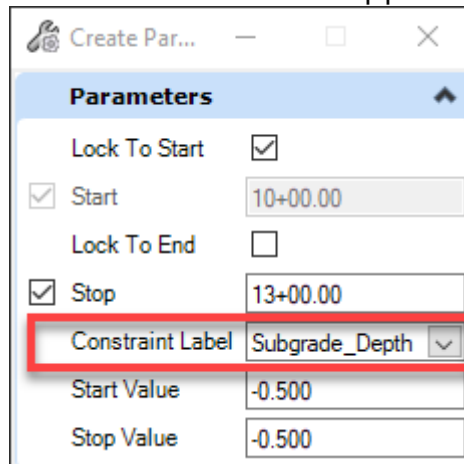 Create Par...
Parameters
Lock To Start
Start 10+00.00
Lock To End
Stop 13+00.00
Constraint Label Subgrade_Depth
Start Value -0.500
Stop Value -0.500